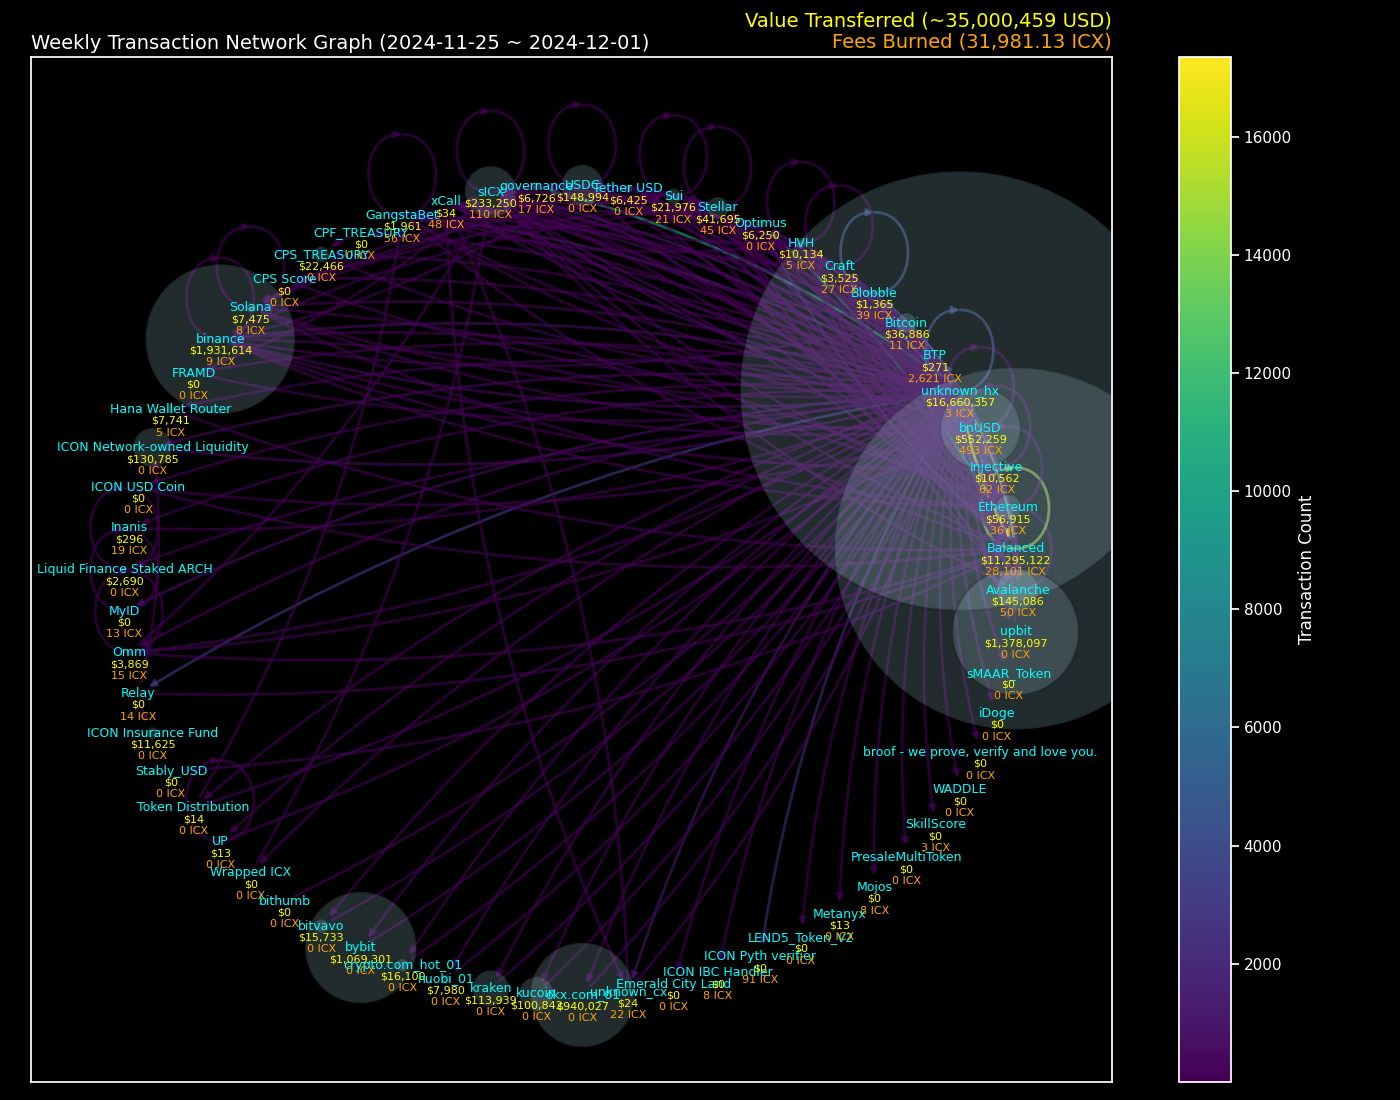 Value Transferred (~35,000,459 USD)
Weekly Transaction Network Graph (2024-11-25 ~ 2024-12-01)
Fees Burned (31,981.13 ICX)
governance
$6,726
17 ICX
USDC
$148,994
0 ICX
Tether USD
$6,425
0 ICX
sICX
$233,250
110 ICX
Sui
$21,976
21 ICX
xCall
$34
48 ICX
Stellar
$41,695
45 ICX
GangstaBet
$1,961
56 ICX
Optimus
$6,250
0 ICX
CPF_TREASURY
$0
HVH
$10,134
5 ICX
CPS_TREASURY
$22,466
0 ICX
Craft
$3,525
27 ICX
CPS Score
$0
0 ICX
Blobble
$1,365
39 ICX
Solana
$7,475
8 ICX
Bitcoin
$36,886
11 ICX
binance
$1,931,614
9 ICX
BTP
$271
2,621 ICX
FRAMD
$0
0 ICX
unknown_hx
$16,660,357
3 ICX
Hana Wallet Router
$7,741
5 ICX
bnUSD
$552,259
493 ICX
ICON Network-owned Liquidity
$130,785
0 ICX
Injective
$10,562
62 ICX
ICON USD Coin
$0
0 ICX
Ethereum
$56,915
36 ICX
Inanis
$296
19 ICX
Balanced
$11,295,122
28,101 ICX
Liquid Finance Staked ARCH
$2,690
0 ICX
Avalanche
$145,086
50 ICX
MyID
$0
13 ICX
upbit
$1,378,097
0 ICX
Omm
$3,869
15 ICX
sMAAR_Token
$0
0 ICX
Relay
$0
14 ICX
iDoge
$0
0 ICX
ICON Insurance Fund
$11,625
0 ICX
broof - we prove, verify and love you.
$0
0 ICX
Stably_USD
$0
0 ICX
WADDLE
$0
0 ICX
Token Distribution
$14
0 ICX
SkillScore
$0
3 ICX
UP
$13
0 ICX
PresaleMultiToken
$0
0 ICX
Wrapped ICX
$0
0 ICX
Mojos
$0
8 ICX
bithumb
$0
0 ICX
Metanyx
$13
0 ICX
bitvavo
$15,733
0 ICX
LEND5_Token_V2
$0
0 ICX
bybit
$1,069,301
0 ICX
ICON Pyth verifier
$0
91 ICX
crypto.com_hot_01
$16,100
0 ICX
ICON IBC Handler
$0
8 ICX
huobi_01
$7,980
0 ICX
Emerald City Land
$0
0 ICX
kraken
$113,939
0 ICX
kucoin
$100,842
0 ICX
okx.com_01
$940,027
0 ICX
unknown_cx
$24
22 ICX
16000
14000
12000
10000
8000
6000
4000
2000
Transaction Count